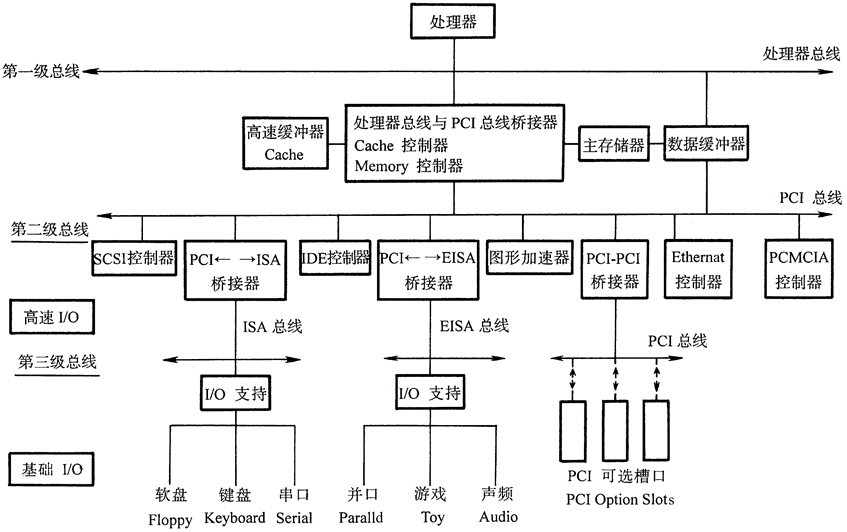 处理器
第一级总线
处理器总线
高速缓冲器
Cache
处理器总线与 PCI 总线桥接器
Cache 控制器
Memory 控制器
主存储器
数据缓冲器
PCI 总线
第二级总线
SCSI控制器
PCI← →ISA
桥接器
IDE控制器
PCI← →EISA
桥接器
图形加速器
PCI-PCI
桥接器
Ethernat
控制器
PCMCIA
控制器
高速 I/O
ISA 总线
EISA 总线
PCI 总线
第三级总线
I/O 支持
I/O 支持
基础 I/O
软盘
Floppy
键盘
Keyboard
串口
Serial
并口
Paralld
游戏
Toy
声频
Audio
PCI 可选槽口
PCI Option Slots